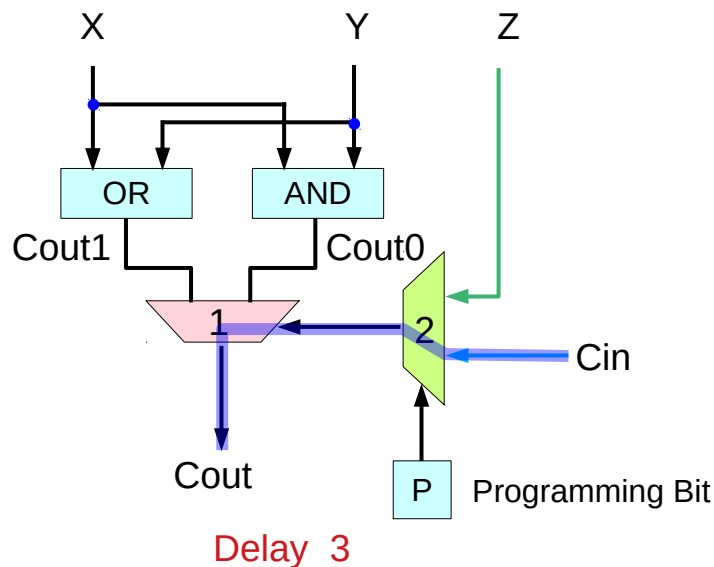 X Y Z
OR AND
Cout1 Cout0
1 2
Cin
Cout
P Programming Bit
Delay 3